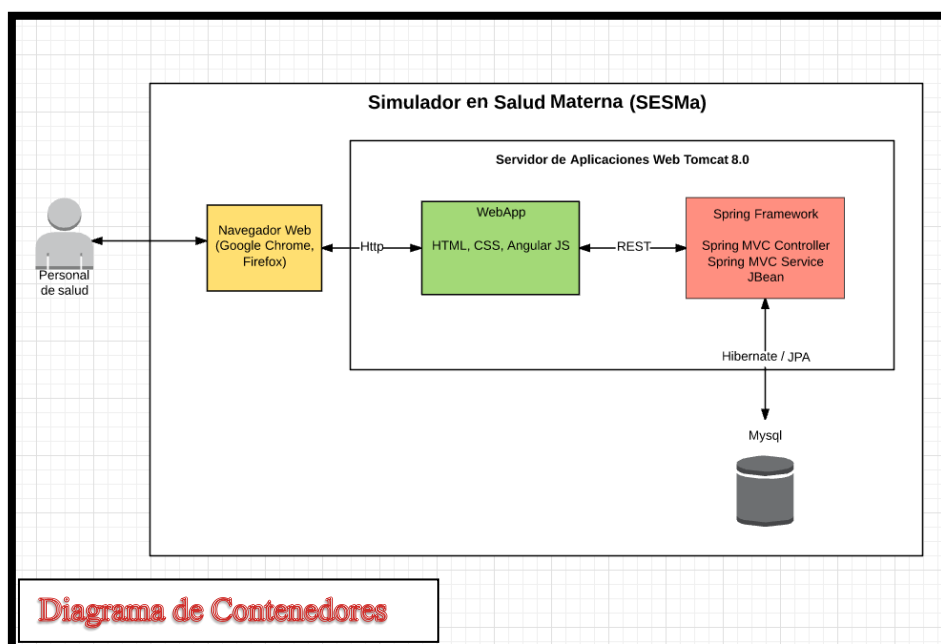 Simulador en Salud Materna (SESMa)
Servidor de Aplicaciones Web Tomcat 8.0
Personal
de salud
Navegador Web
(Google Chrome,
Firefox)
Http
WebApp
HTML, CSS, Angular JS
REST
Spring Framework
Spring MVC Controller
Spring MVC Service
JBean
Hibernate / JPA
Mysql
Diagrama de Contenedores